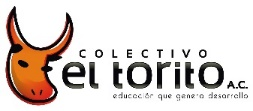 COLECTIVO
el torito A.C.
educación que genera desarrollo